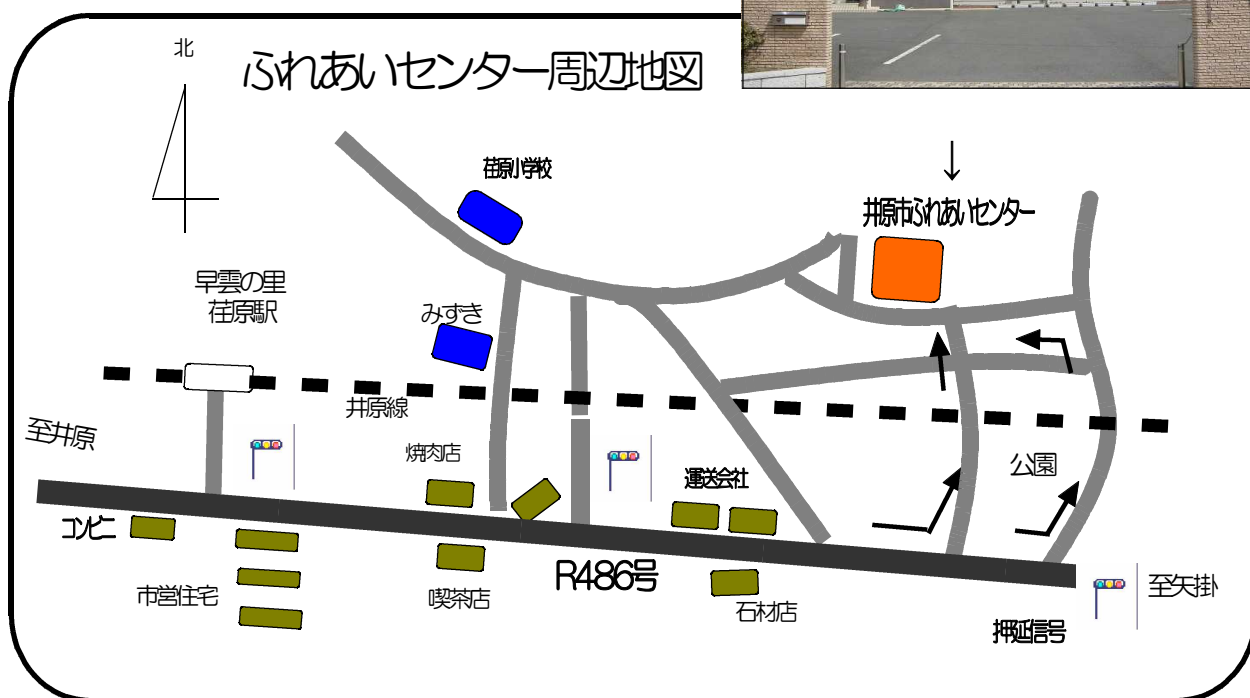 北
ふれあいセンター周辺地図
荏原小学校
井原市ふれあいセンター
早雲の里
荏原駅
みずき
井原線
至井原
焼肉店
運送会社
公園
コンビニ
R486号
市営住宅
喫茶店
石材店
至矢掛
押延信号